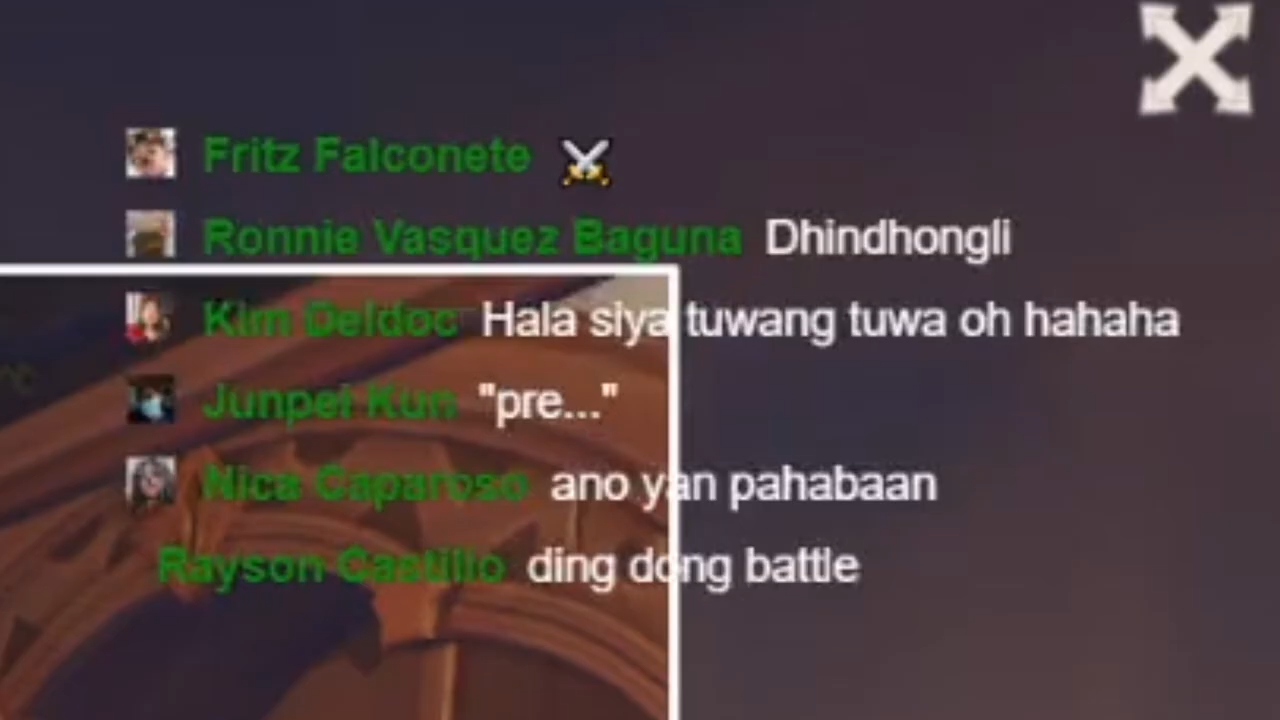 Fritz Falconete ⚔
Ronnie Vasquez Baguna Dhindhongli
Kim Deldoc Hala siya tuwang tuwa oh hahaha
Junpei Kun "pre..."
Nica Caparoso ano yan pahabaan
Rayson Castillo ding dong battle